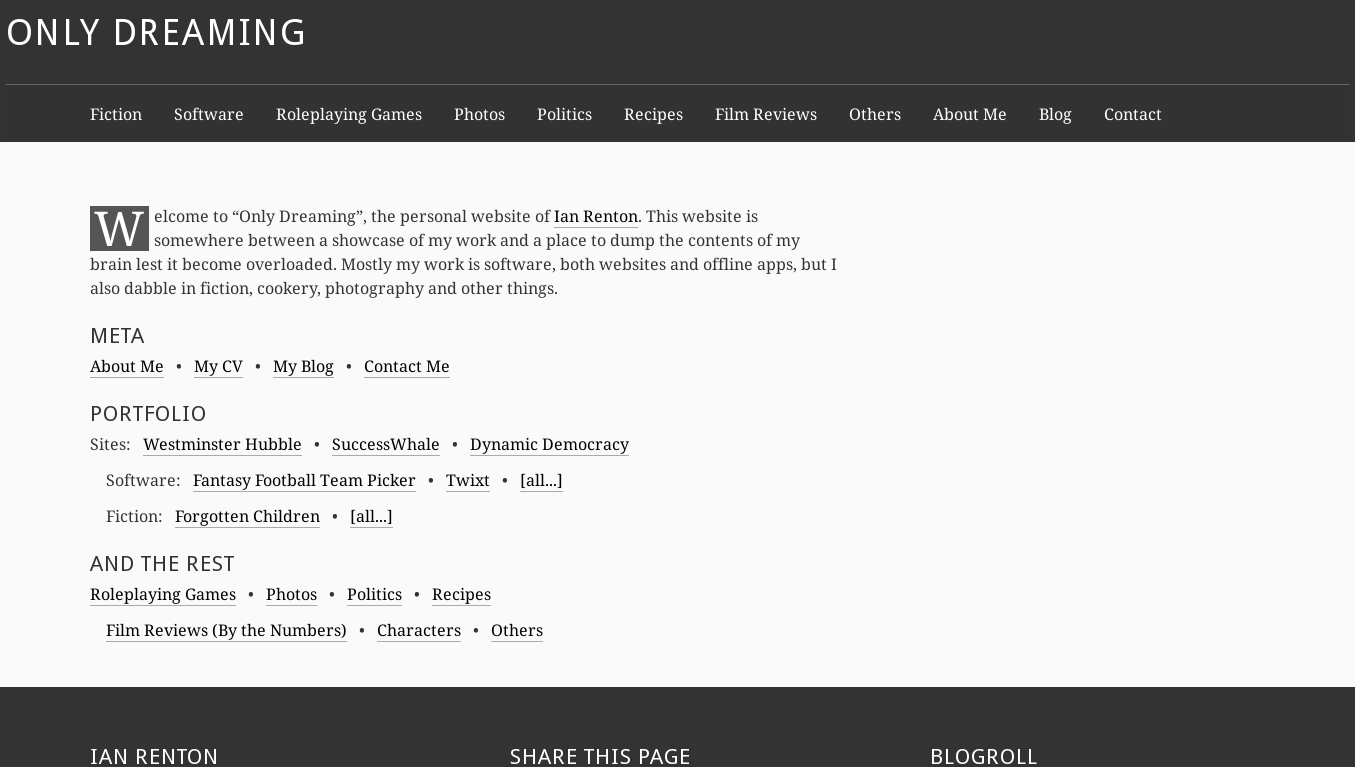 ONLY DREAMING
Fiction Software Roleplaying Games Photos Politics Recipes Film Reviews Others About Me Blog Contact
Welcome to “Only Dreaming”, the personal website of Ian Renton. This website is
somewhere between a showcase of my work and a place to dump the contents of my
brain lest it become overloaded. Mostly my work is software, both websites and offline apps, but I
also dabble in fiction, cookery, photography and other things.
META
About Me • My CV • My Blog • Contact Me
PORTFOLIO
Sites: Westminster Hubble • SuccessWhale • Dynamic Democracy
Software: Fantasy Football Team Picker • Twixt • [all...]
Fiction: Forgotten Children • [all...]
AND THE REST
Roleplaying Games • Photos • Politics • Recipes
Film Reviews (By the Numbers) • Characters • Others
IAN RENTON SHARE THIS PAGE BLOGROLL